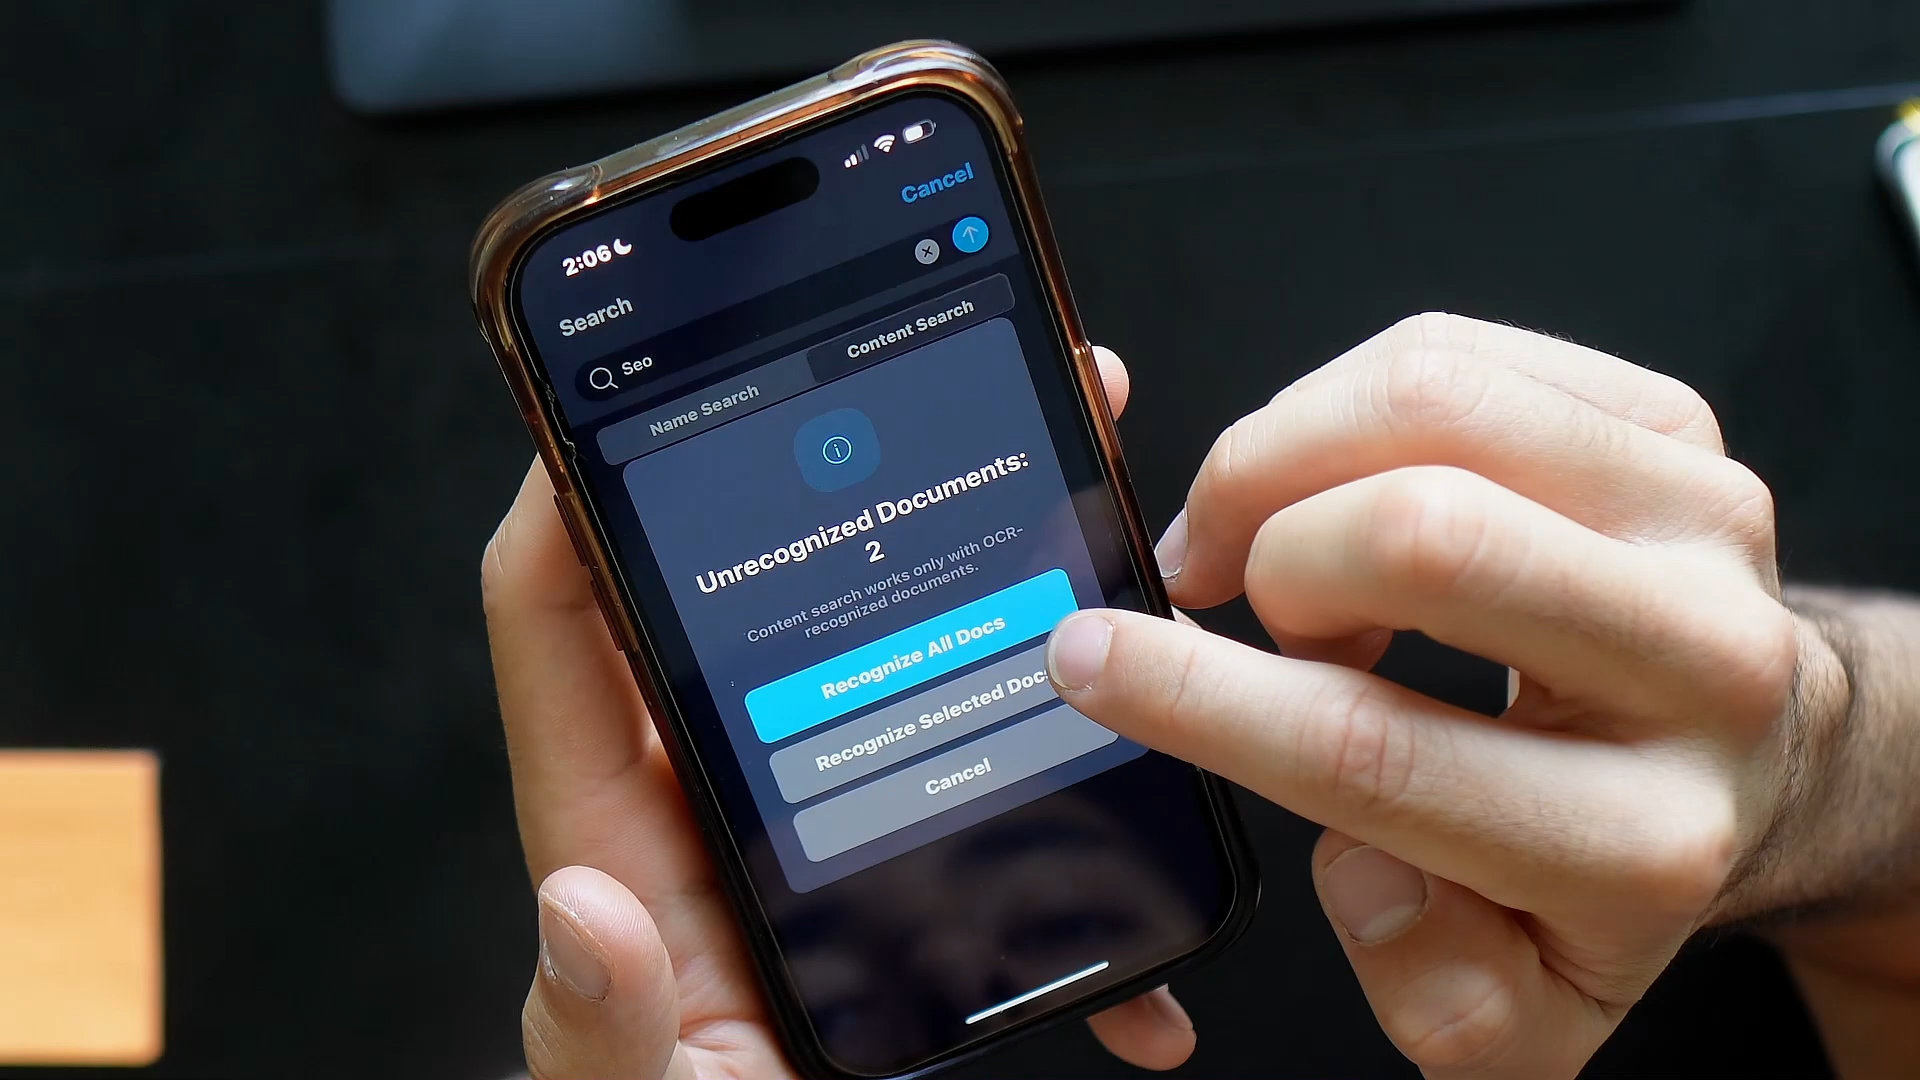 2:06
Cancel
Search
Seo
Name Search
Content Search
Unrecognized Documents:
2
Content search works only with OCR-
recognized documents.
Recognize All Docs
Recognize Selected Docs
Cancel